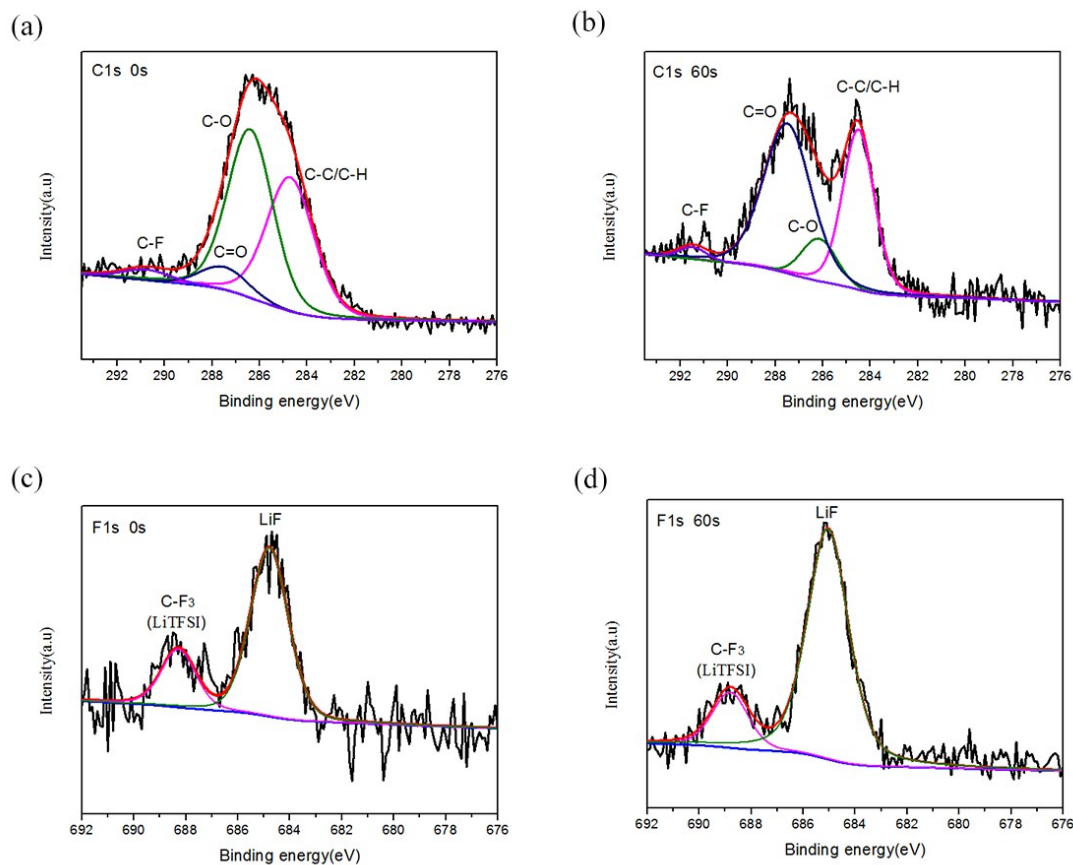 (a)
C1s 0s
C-O
C-C/C-H
C-F
C=O
Intensity(a.u)
292 290 288 286 284 282 280 278 276
Binding energy(eV)
(b)
C1s 60s
C-C/C-H
C=O
C-F
C-O
Intensity(a.u)
292 290 288 286 284 282 280 278 276
Binding energy(eV)
(c)
F1s 0s
LiF
C-F3
(LiTFSI)
Intensity(a.u)
692 690 688 686 684 682 680 678 676
Binding energy(eV)
(d)
F1s 60s
LiF
C-F3
(LiTFSI)
Intensity(a.u)
692 690 688 686 684 682 680 678 676
Binding energy(eV)